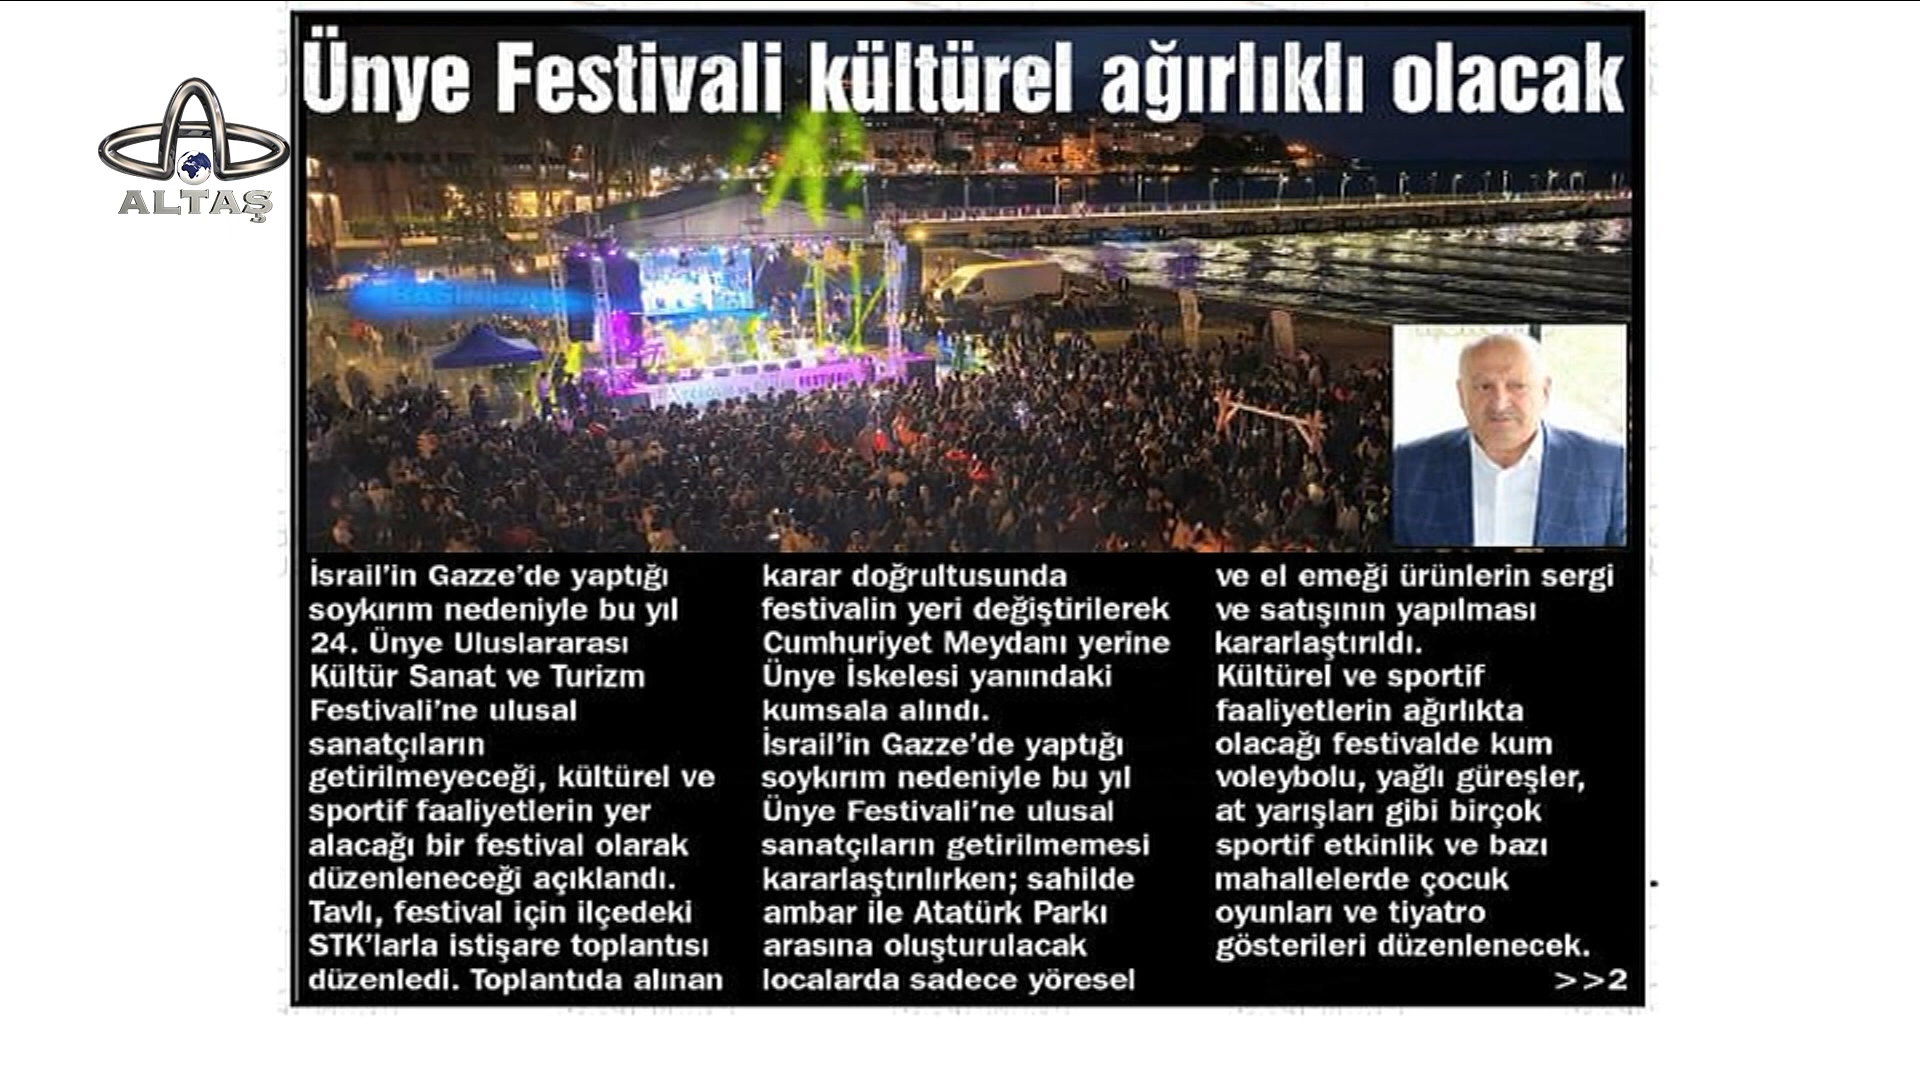 Ünye Festivali kültürel ağırlıklı olacak
ALTAŞ
FESTİVALİ
İsrail'in Gazze'de yaptığı
soykırım nedeniyle bu yıl
24. Ünye Uluslararası
Kültür Sanat ve Turizm
Festivali'ne ulusal
sanatçıların
getirilmeyeceği, kültürel ve
sportif faaliyetlerin yer
alacağı bir festival olarak
düzenleneceği açıklandı.
Tavlı, festival için ilçedeki
STK'larla istişare toplantısı
düzenledi. Toplantıda alınan
karar doğrultusunda
festivalin yeri değiştirilerek
Cumhuriyet Meydanı yerine
Ünye İskelesi yanındaki
kumsala alındı.
İsrail'in Gazze'de yaptığı
soykırım nedeniyle bu yıl
Ünye Festivali'ne ulusal
sanatçıların getirilmemesi
kararlaştırılırken; sahilde
ambar ile Atatürk Parkı
arasına oluşturulacak
localarda sadece yöresel
ve el emeği ürünlerin sergi
ve satışının yapılması
kararlaştırıldı.
Kültürel ve sportif
faaliyetlerin ağırlıkta
olacağı festivalde kum
voleybolu, yağlı güreşler,
at yarışları gibi birçok
sportif etkinlik ve bazı
mahallelerde çocuk
oyunları ve tiyatro
gösterileri düzenlenecek.
>>2